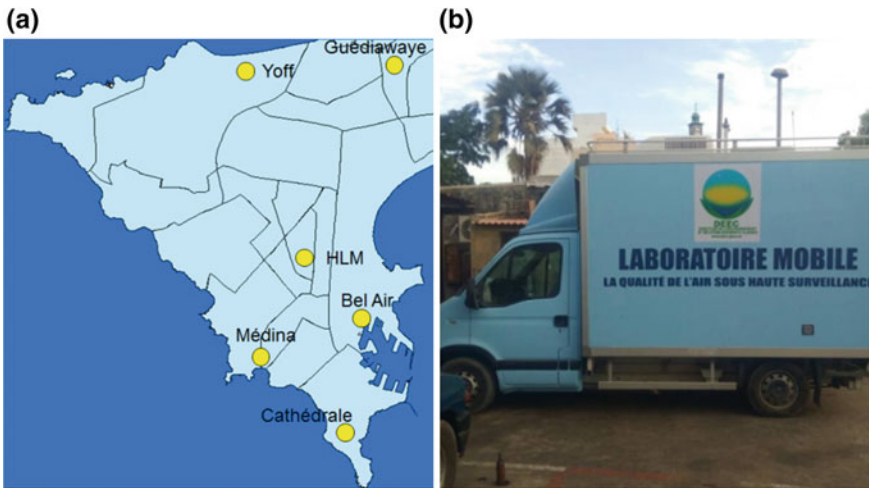 (a)
(b)
Guédiawaye
Yoff
HLM
Bel Air
Médina
Cathédrale
DEEC
LABORATOIRE MOBILE
LA QUALITÉ DE L'AIR SOUS HAUTE SURVEILLANCE